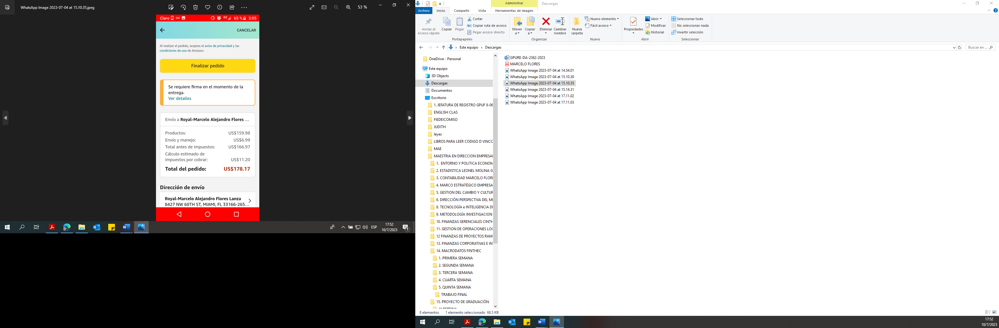 WhatsApp Image 2023-07-04 at 15.10.35.jpeg
53 %
Claro
4G
65 %
3:05
CANCELAR
Al realizar el pedido, aceptas el aviso de privacidad y las
condiciones de uso de Amazon.
Finalizar pedido
Se requiere firma en el momento de la
entrega.
Ver detalles
Envío a Royal-Marcelo Alejandro Flores ...
Productos: US$159.98
Envío y manejo: US$6.99
Total antes de impuestos: US$166.97
Cálculo estimado de
impuestos por cobrar: US$11.20
Total del pedido: US$178.17
Dirección de envío
Royal-Marcelo Alejandro Flores Lanza
8427 NW 68TH ST, MIAMI, FL 33166-265...
ESP
17:52
10/7/2023
1
Administrar
Descargas
Archivo
Inicio
Compartir
Vista
Herramientas de imagen
Anclar al
Acceso rápido
Copiar
Pegar
Cortar
Copiar ruta de acceso
Pegar acceso directo
Portapapeles
Mover
a
Copiar
a
Eliminar
Cambiar
nombre
Organizar
Nueva
carpeta
Nuevo elemento
Fácil acceso
Nuevo
Propiedades
Abrir
Modificar
Historial
Abrir
Seleccionar todo
No seleccionar nada
Invertir selección
Seleccionar
Este equipo > Descargas
Buscar en ...
OneDrive - Personal
Este equipo
3D Objects
Descargas
Documentos
Escritorio
1. JEFATURA DE REGISTRO GPUF 8-06
ENGLISH CLAS
FIEDEICOMISO
JUDITH
leyes
LIBROS PARA LEER CODIGO D VINCC
MAE
MAESTRIA EN DIRECCION EMPRESAI
1. ENTORNO Y POLITICA ECONOM
2. ESTADISTICA LEONEL MOLINA G
3. CONTABILIDAD MARCELO FLORI
4. MARCO ESTRATÉGICO EMPRESA
5. GESTION DEL CAMBIO Y CULTUR
6. DIRECCIÓN PERSPECTIVA DEL MI
8. TECNOLOGÍA e INTELIGENCIA DI
9. METODOLOGÍA INVESTIGACION
10. FINANZAS GERENCIALES CINTH
11. GESTION DE OPERACIONES LOG
12 FINANZAS DE PROYECTOS RAM
13. FINANZAS CORPORATIVAS E IN
14. MACRODATOS FINTHEC
1. PRIMERA SEMANA
2. SEGUNDA SEMANA
3. TERCERA SEMANA
4. CUARTA SEMANA
5. QUINTA SEMANA
TRABAJO FINAL
15. PROYECTO DE GRADUACIÓN
ALBERTINA
GPURE-DA-2362-2023
MARCELO FLORES
WhatsApp Image 2023-07-04 at 14.54.01
WhatsApp Image 2023-07-04 at 15.10.30
WhatsApp Image 2023-07-04 at 15.10.35
WhatsApp Image 2023-07-04 at 15.14.31
WhatsApp Image 2023-07-04 at 17.11.02
WhatsApp Image 2023-07-04 at 17.11.03
8 elementos
1 elemento seleccionado 68.5 KB
17:52
10/7/2023